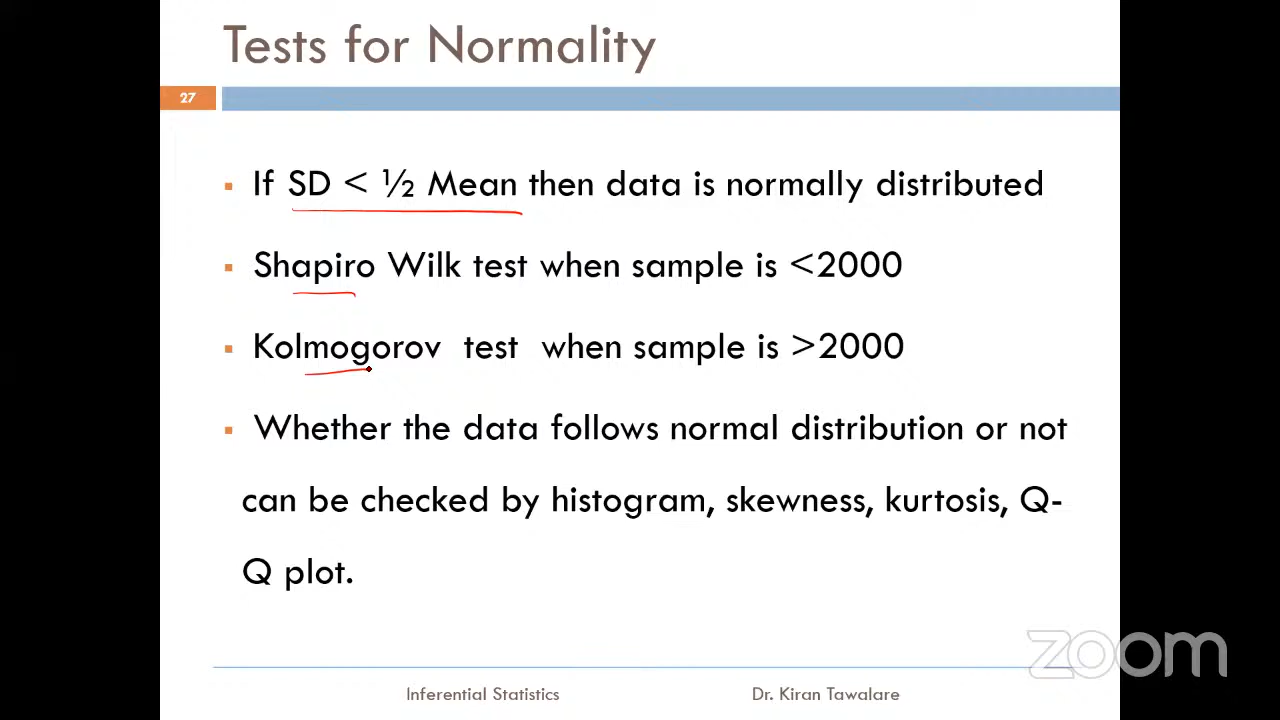 Tests for Normality
27
▪ If SD < ½ Mean then data is normally distributed
▪ Shapiro Wilk test when sample is <2000
▪ Kolmogorov test when sample is >2000
▪ Whether the data follows normal distribution or not
can be checked by histogram, skewness, kurtosis, Q-
Q plot.
zoom
Inferential Statistics Dr. Kiran Tawalare